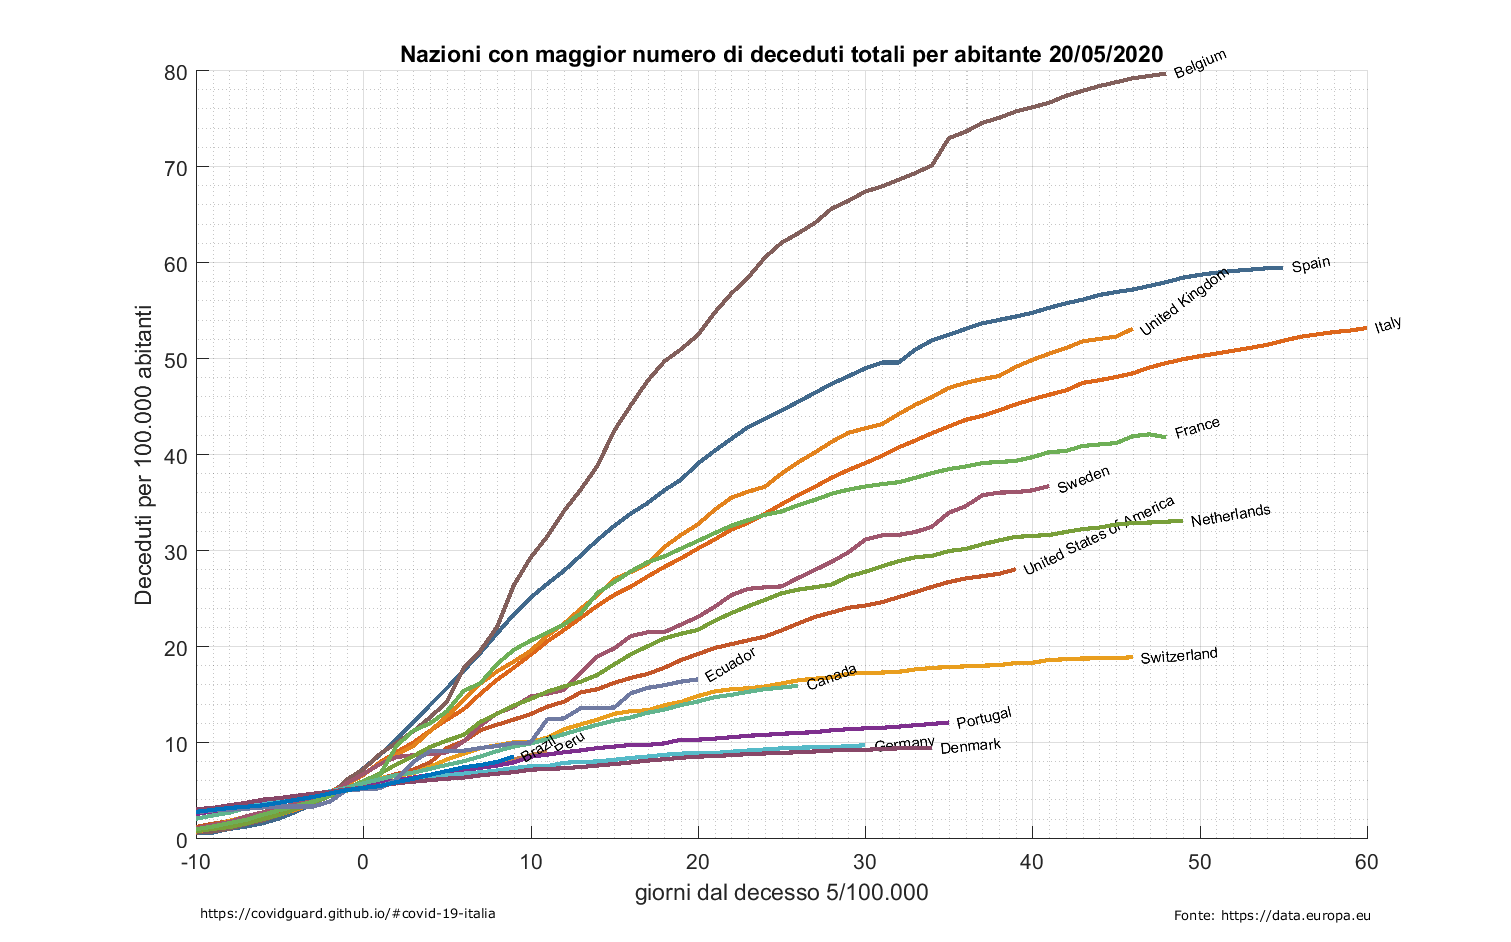 Nazioni con maggior numero di deceduti totali per abitante 20/05/2020
Belgium
80
70
60
50
40
30
20
10
0
Deceduti per 100.000 abitanti
Spain
United Kingdom
Italy
France
Sweden
United States of America
Netherlands
Switzerland
Ecuador
Canada
Portugal
Germany
Denmark
Brazil
Peru
-10
0
10
20
30
40
50
60
giorni dal decesso 5/100.000
https://covidguard.github.io/#covid-19-italia
Fonte: https://data.europa.eu